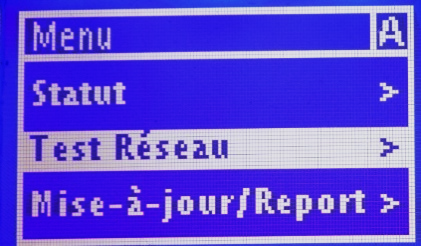 Menu A
Statut >
Test Réseau >
Mise-à-jour/Report >